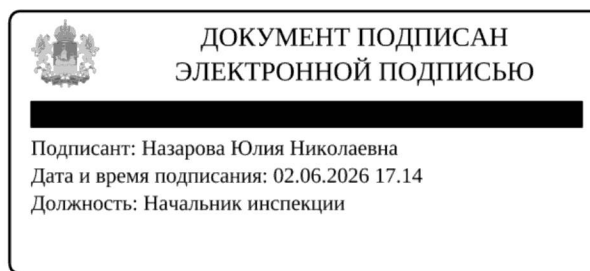 ДОКУМЕНТ ПОДПИСАН
ЭЛЕКТРОННОЙ ПОДПИСЬЮ
Подписант: Назарова Юлия Николаевна
Дата и время подписания: 02.06.2026 17.14
Должность: Начальник инспекции